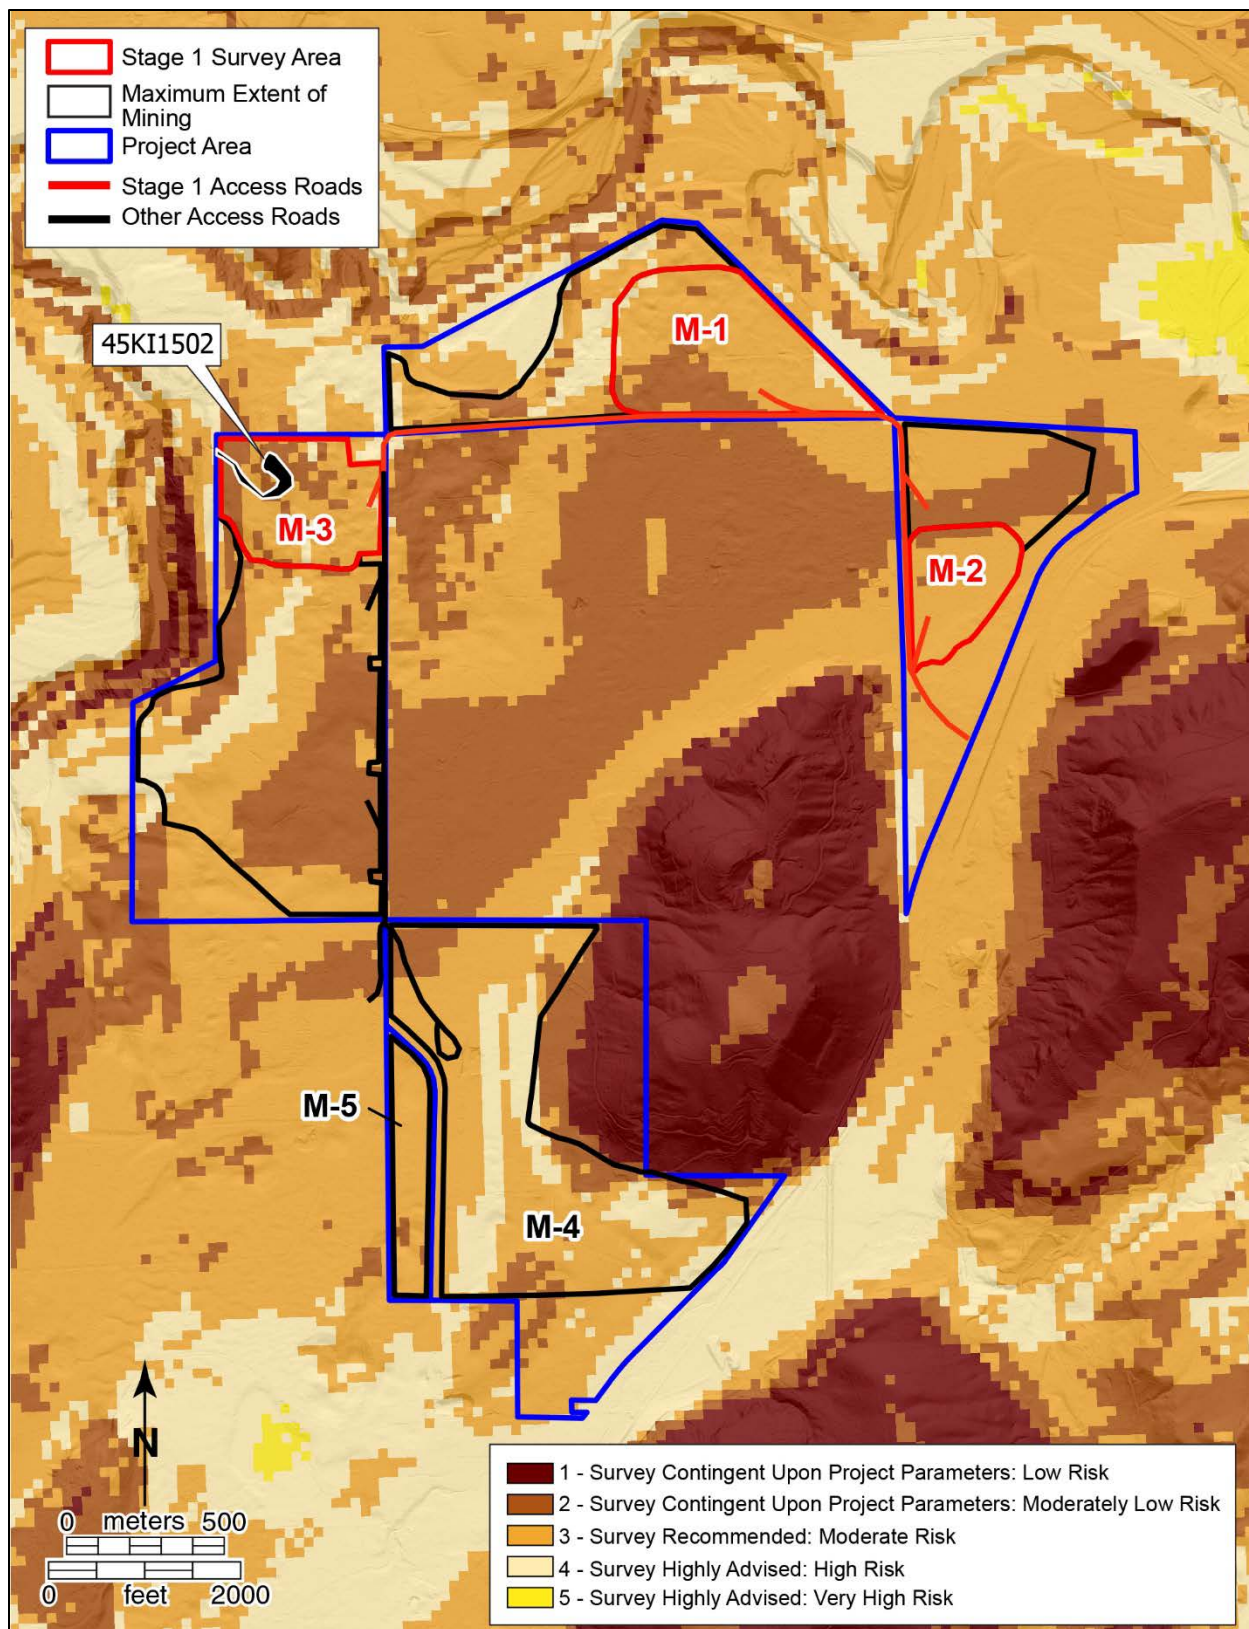 Stage 1 Survey Area
Maximum Extent of
Mining
Project Area
Stage 1 Access Roads
Other Access Roads
45KI1502
M-1
M-3
M-2
M-5
M-4
N
0 meters 500
0 feet 2000
1 - Survey Contingent Upon Project Parameters: Low Risk
2 - Survey Contingent Upon Project Parameters: Moderately Low Risk
3 - Survey Recommended: Moderate Risk
4 - Survey Highly Advised: High Risk
5 - Survey Highly Advised: Very High Risk